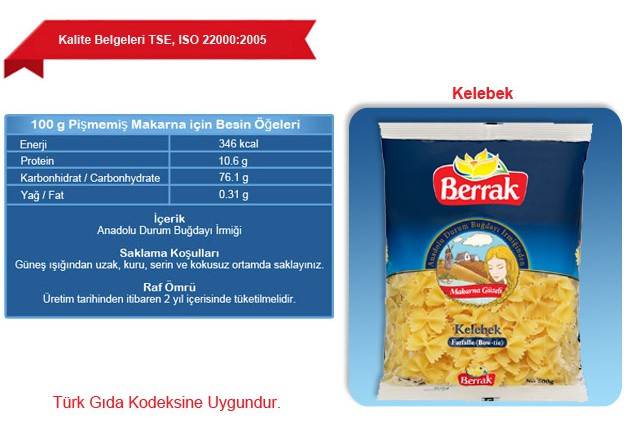 Kalite Belgeleri TSE, ISO 22000:2005
100 g Pişmemiş Makarna için Besin Öğeleri
Enerji 346 kcal
Protein 10.6 g
Karbonhidrat / Carbonhydrate 76.1 g
Yağ / Fat 0.31 g
İçerik
Anadolu Durum Buğdayı İrmiği
Saklama Koşulları
Güneş ışığından uzak, kuru, serin ve kokusuz ortamda saklayınız.
Raf Ömrü
Üretim tarihinden itibaren 2 yıl içerisinde tüketilmelidir.
Türk Gıda Kodeksine Uygundur.
Kelebek
Berrak
Anadolu Durum Buğdayı İrmiğinden
Makarna Güzeli
Kelebek
Farfalle (Bow-tie)
Berrak